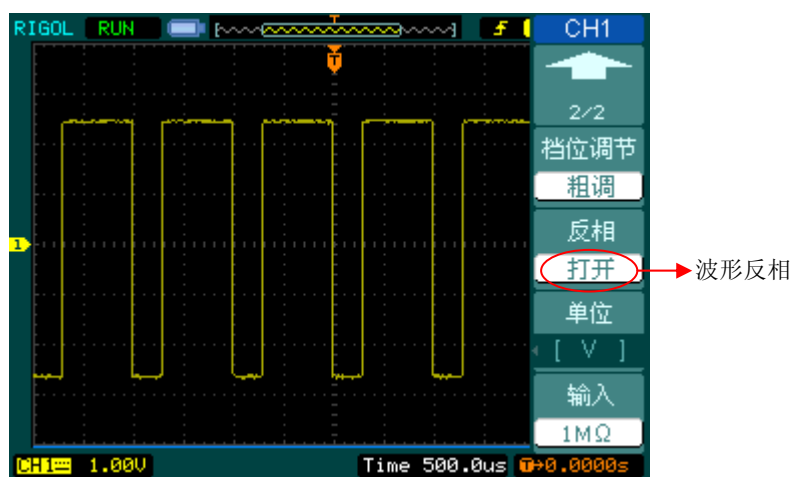 RIGOL RUN T CH1
T
2/2
档位调节
粗调
反相
打开
波形反相
1
单位
[ V ]
输入
1MΩ
CH1 1.00V Time 500.0us T→0.0000s